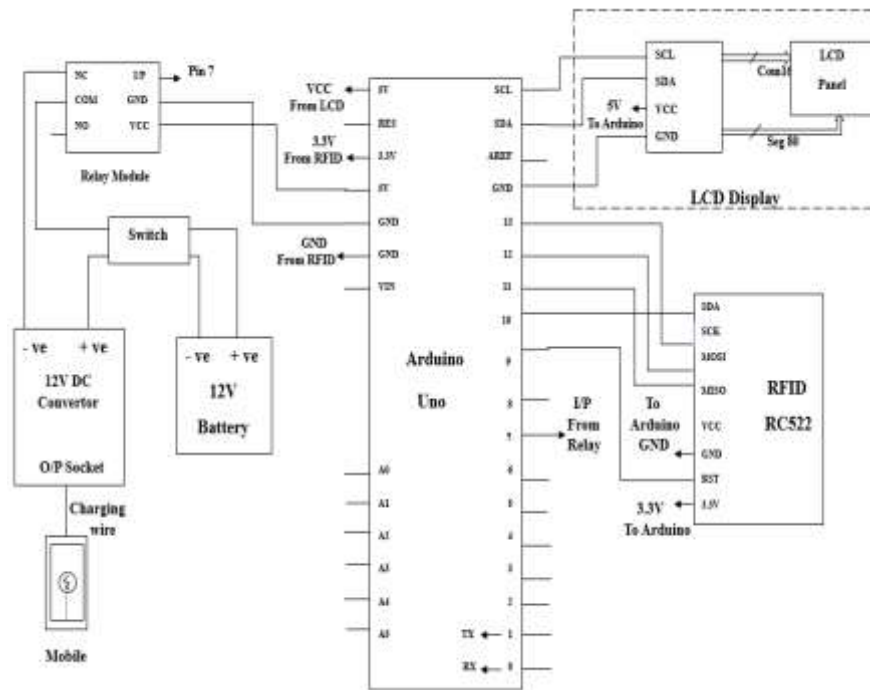 NC I/P
Pin 7
COM GND
NO VCC
Relay Module
Switch
- ve + ve
12V DC
Convertor
O/P Socket
- ve + ve
12V
Battery
Charging
wire
Mobile
VCC
From LCD
3.3V
From RFID
GND
From RFID
5V
RES
3.3V
5V
GND
GND
VIN
A0
A1
A2
A3
A4
A5
Arduino
Uno
SCL
SDA
AREF
GND
13
12
11
10
9
8
7
6
5
4
3
2
1
0
TX
RX
I/P
From
Relay
SCL
SDA
VCC
GND
5V
To Arduino
Com16
Seg 80
LCD
Panel
LCD Display
SDA
SCK
MOSI
MISO
VCC
GND
RST
3.3V
RFID
RC522
To
Arduino
GND
3.3V
To Arduino